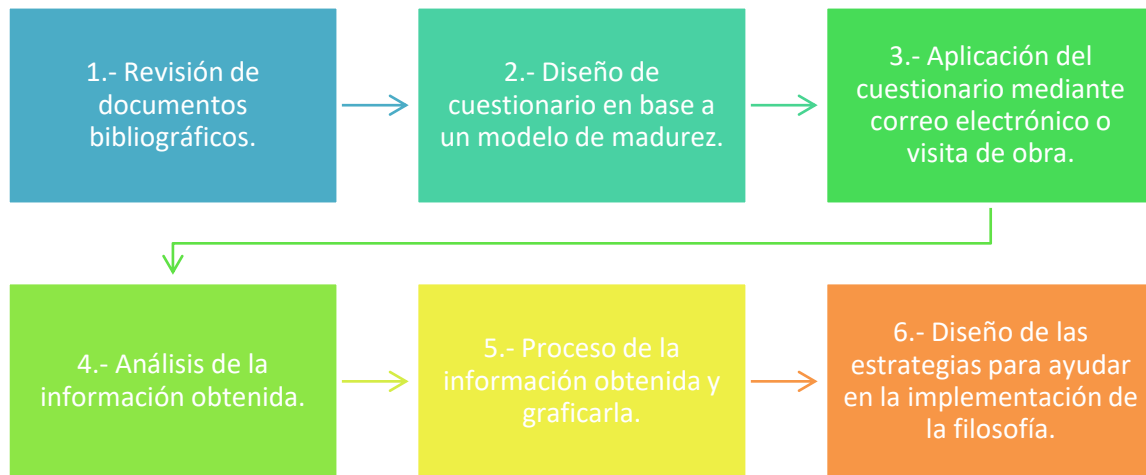 1.- Revisión de
documentos
bibliográficos.
2.- Diseño de
cuestionario en base a
un modelo de madurez.
3.- Aplicación del
cuestionario mediante
correo electrónico o
visita de obra.
4.- Análisis de la
información obtenida.
5.- Proceso de la
información obtenida y
graficarla.
6.- Diseño de las
estrategias para ayudar
en la implementación de
la filosofía.